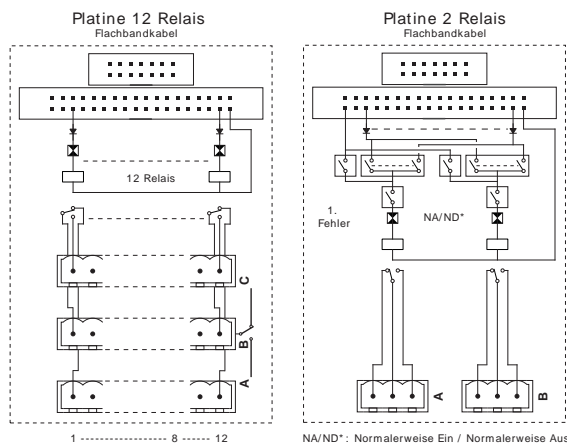 Platine 12 Relais
Flachbandkabel
12 Relais
C
B
A
1 ---------------- 8 ------ 12
Platine 2 Relais
Flachbandkabel
1.
Fehler
NA/ND*
A
B
NA/ND*: Normalerweise Ein / Normalerweise Aus